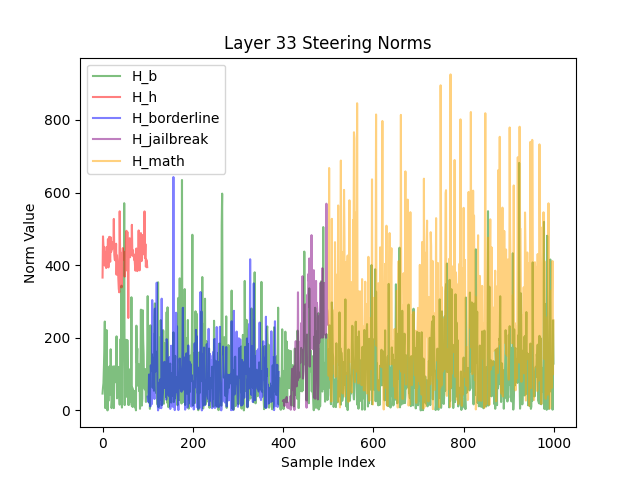 Layer 33 Steering Norms
H_b
H_h
H_borderline
H_jailbreak
H_math
Norm Value
800
600
400
200
0
0 200 400 600 800 1000
Sample Index